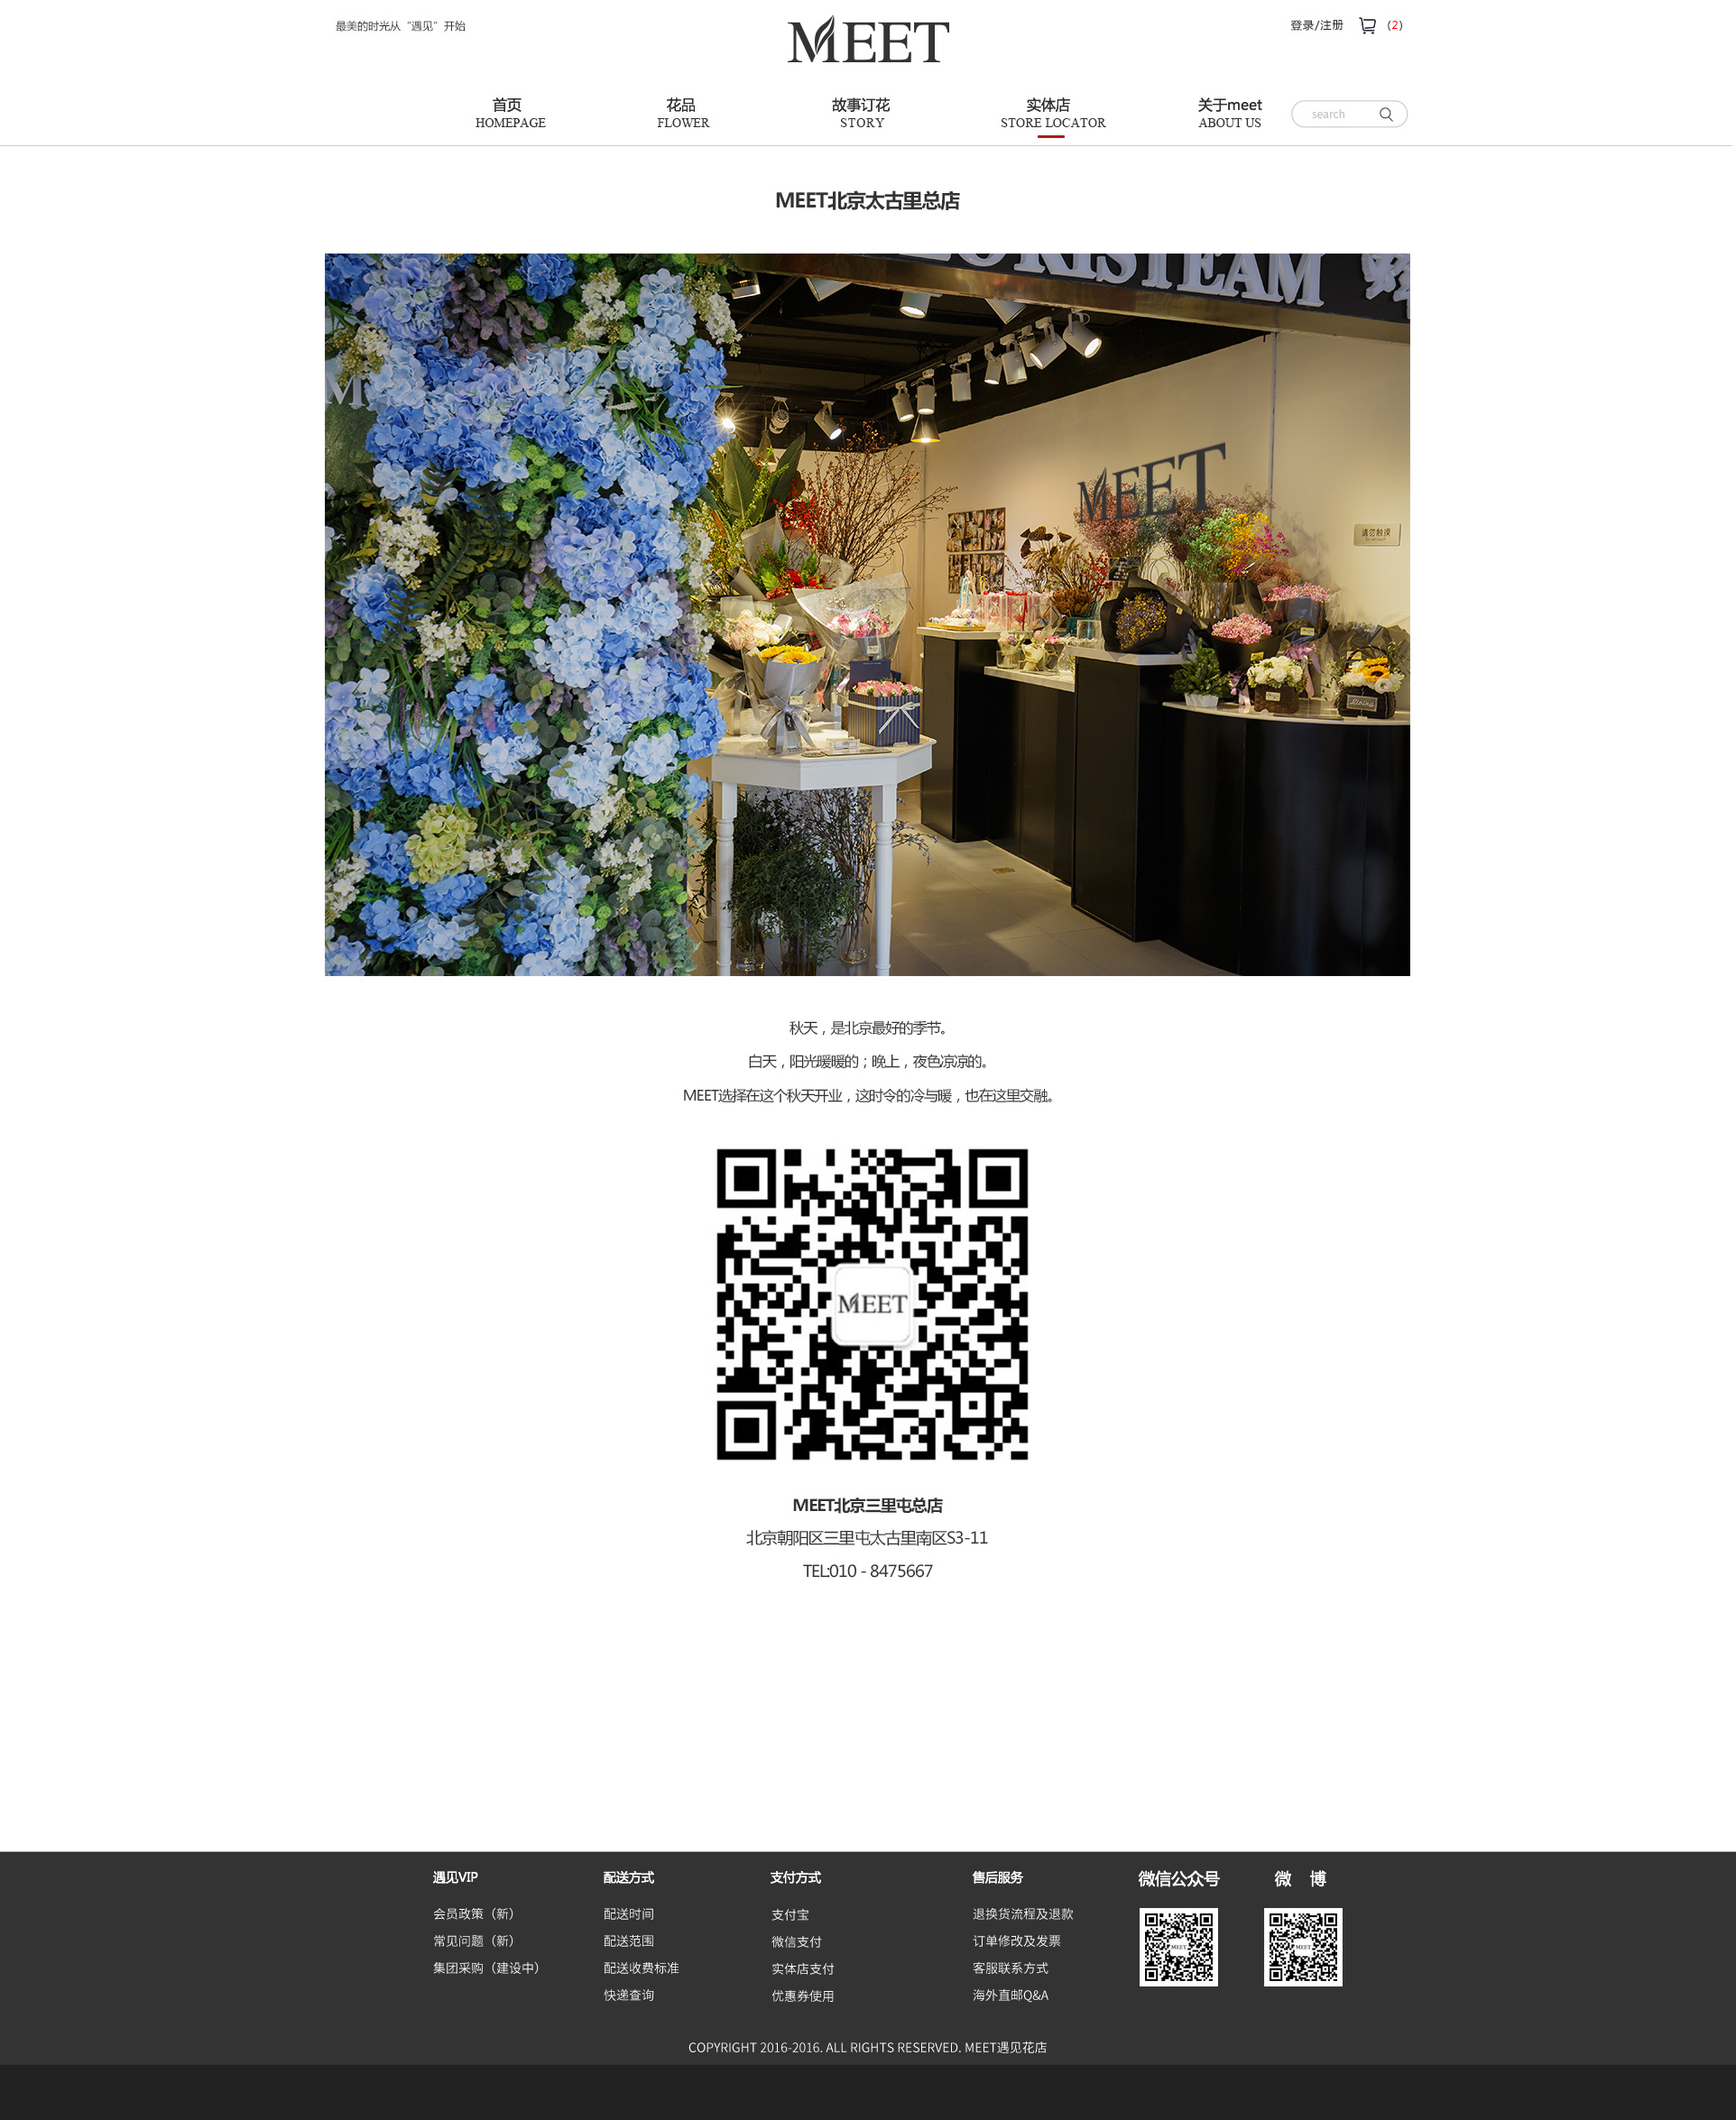 最美的时光从“遇见”开始
MEET
登录/注册
(2)
首页
HOMEPAGE
花品
FLOWER
故事订花
STORY
实体店
STORE LOCATOR
关于meet
ABOUT US
search
MEET北京太古里总店
MEET
请勿触摸
秋天，是北京最好的季节。
白天，阳光暖暖的；晚上，夜色凉凉的。
MEET选择在这个秋天开业，这时令的冷与暖，也在这里交融。
MEET
MEET北京三里屯总店
北京朝阳区三里屯太古里南区S3-11
TEL:010 - 8475667
遇见VIP
会员政策（新）
常见问题（新）
集团采购（建设中）
配送方式
配送时间
配送范围
配送收费标准
快递查询
支付方式
支付宝
微信支付
实体店支付
优惠券使用
售后服务
退换货流程及退款
订单修改及发票
客服联系方式
海外直邮Q&A
微信公众号
MEET
微 博
MEET
COPYRIGHT 2016-2016. ALL RIGHTS RESERVED. MEET遇见花店